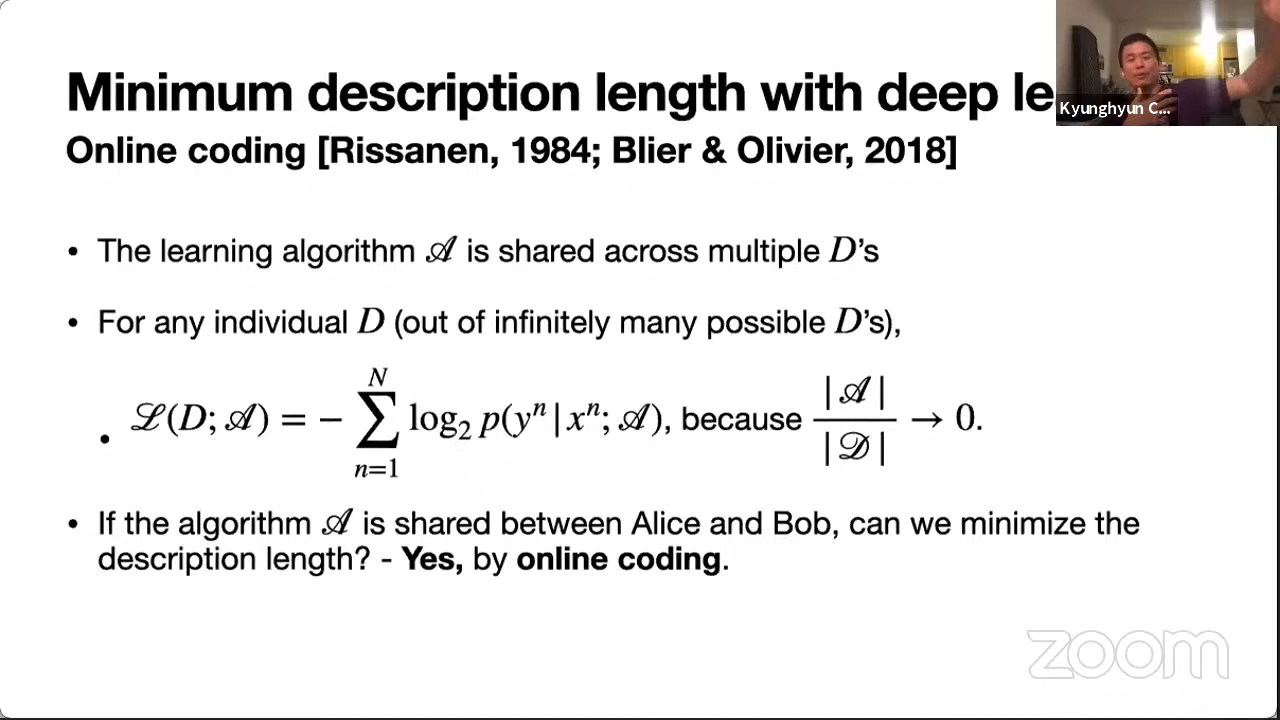 Minimum description length with deep le
Kyunghyun C...
Online coding [Rissanen, 1984; Blier & Olivier, 2018]
• The learning algorithm 𝒜 is shared across multiple D's
• For any individual D (out of infinitely many possible D's),
• ℒ(D; 𝒜) = − ∑_{n=1}^{N} log₂ p(yⁿ | xⁿ; 𝒜), because |𝒜| / |𝒟| → 0.
• If the algorithm 𝒜 is shared between Alice and Bob, can we minimize the
description length? - Yes, by online coding.
zoom